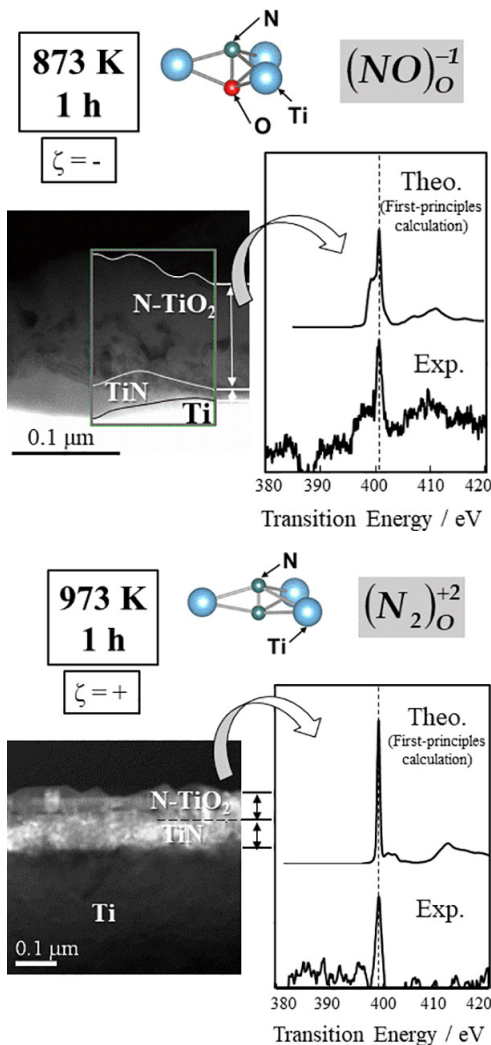 873 K
1 h
ζ = -
N
O
Ti
(NO)_O^{-1}
N-TiO₂
TiN
Ti
0.1 μm
Theo.
(First-principles
calculation)
Exp.
380 390 400 410 420
Transition Energy / eV
973 K
1 h
ζ = +
N
Ti
(N₂)_O^{+2}
N-TiO₂
TiN
Ti
0.1 μm
Theo.
(First-principles
calculation)
Exp.
380 390 400 410 420
Transition Energy / eV